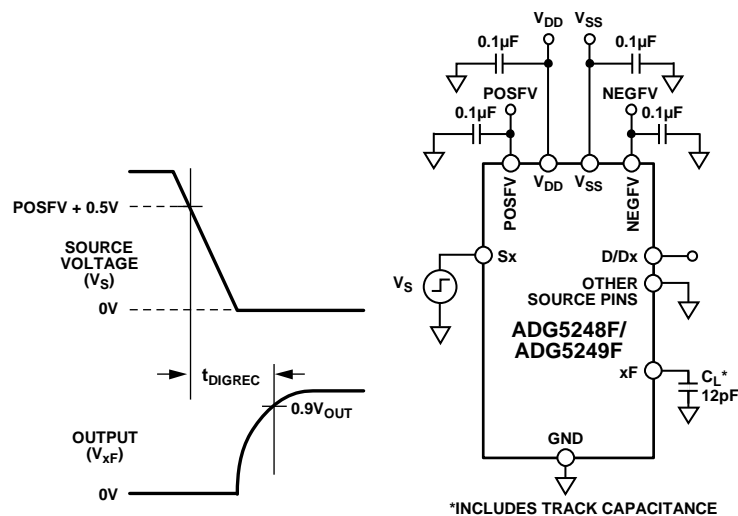 POSFV + 0.5V
SOURCE
VOLTAGE
(VS)
0V
tDIGREC
0.9VOUT
OUTPUT
(VxF)
0V
VDD
VSS
0.1µF
0.1µF
POSFV
NEGFV
0.1µF
0.1µF
POSFV
VDD
VSS
NEGFV
VS
Sx
D/Dx
OTHER
SOURCE PINS
ADG5248F/
ADG5249F
xF
CL*
12pF
GND
*INCLUDES TRACK CAPACITANCE